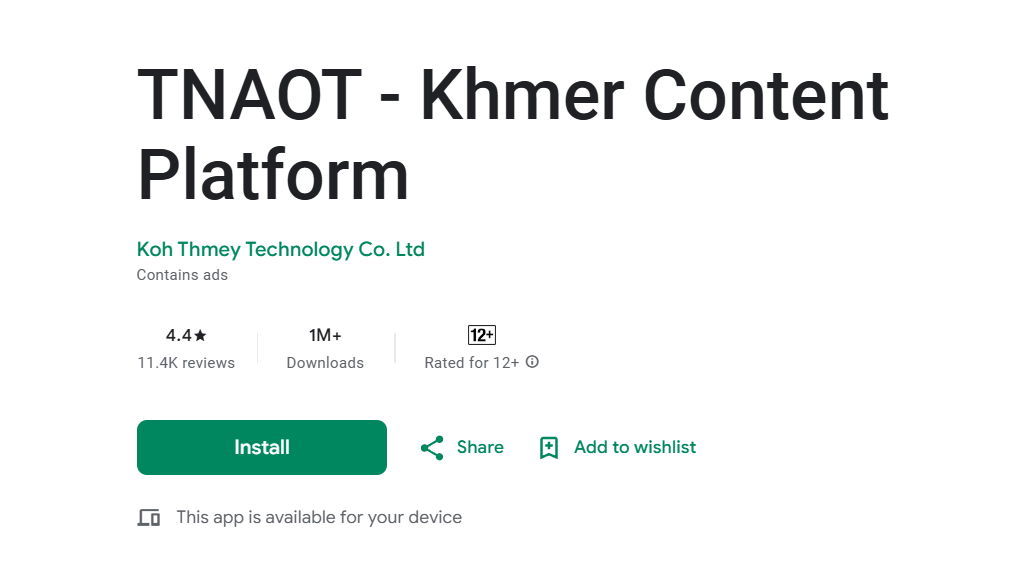 TNAOT - Khmer Content
Platform
Koh Thmey Technology Co. Ltd
Contains ads
4.4★
11.4K reviews
1M+
Downloads
12+
Rated for 12+
Install
Share
Add to wishlist
This app is available for your device